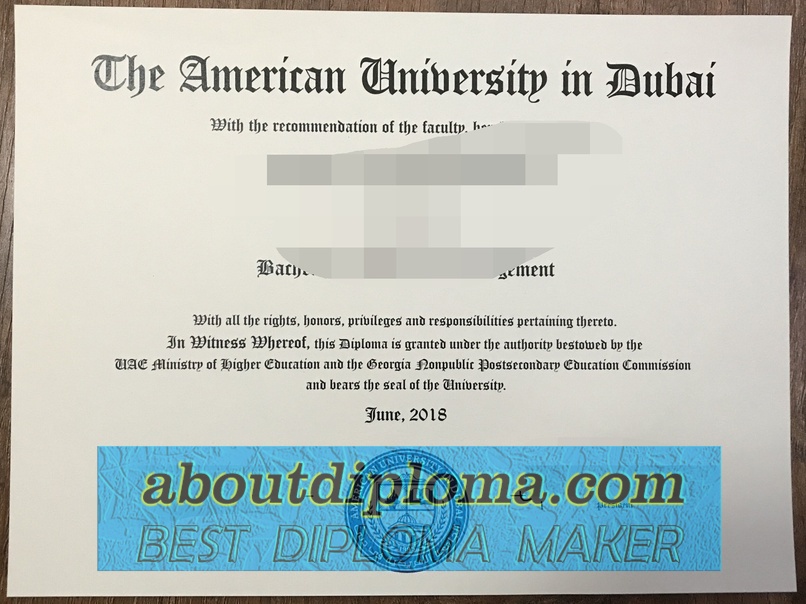 The American University in Dubai
With the recommendation of the faculty,
With all the rights, honors, privileges and responsibilities pertaining thereto.
In Witness Whereof, this Diploma is granted under the authority bestowed by the
UAE Ministry of Higher Education and the Georgia Nonpublic Postsecondary Education Commission
and bears the seal of the University.
June, 2018
aboutdiploma.com
BEST DIPLOMA MAKER